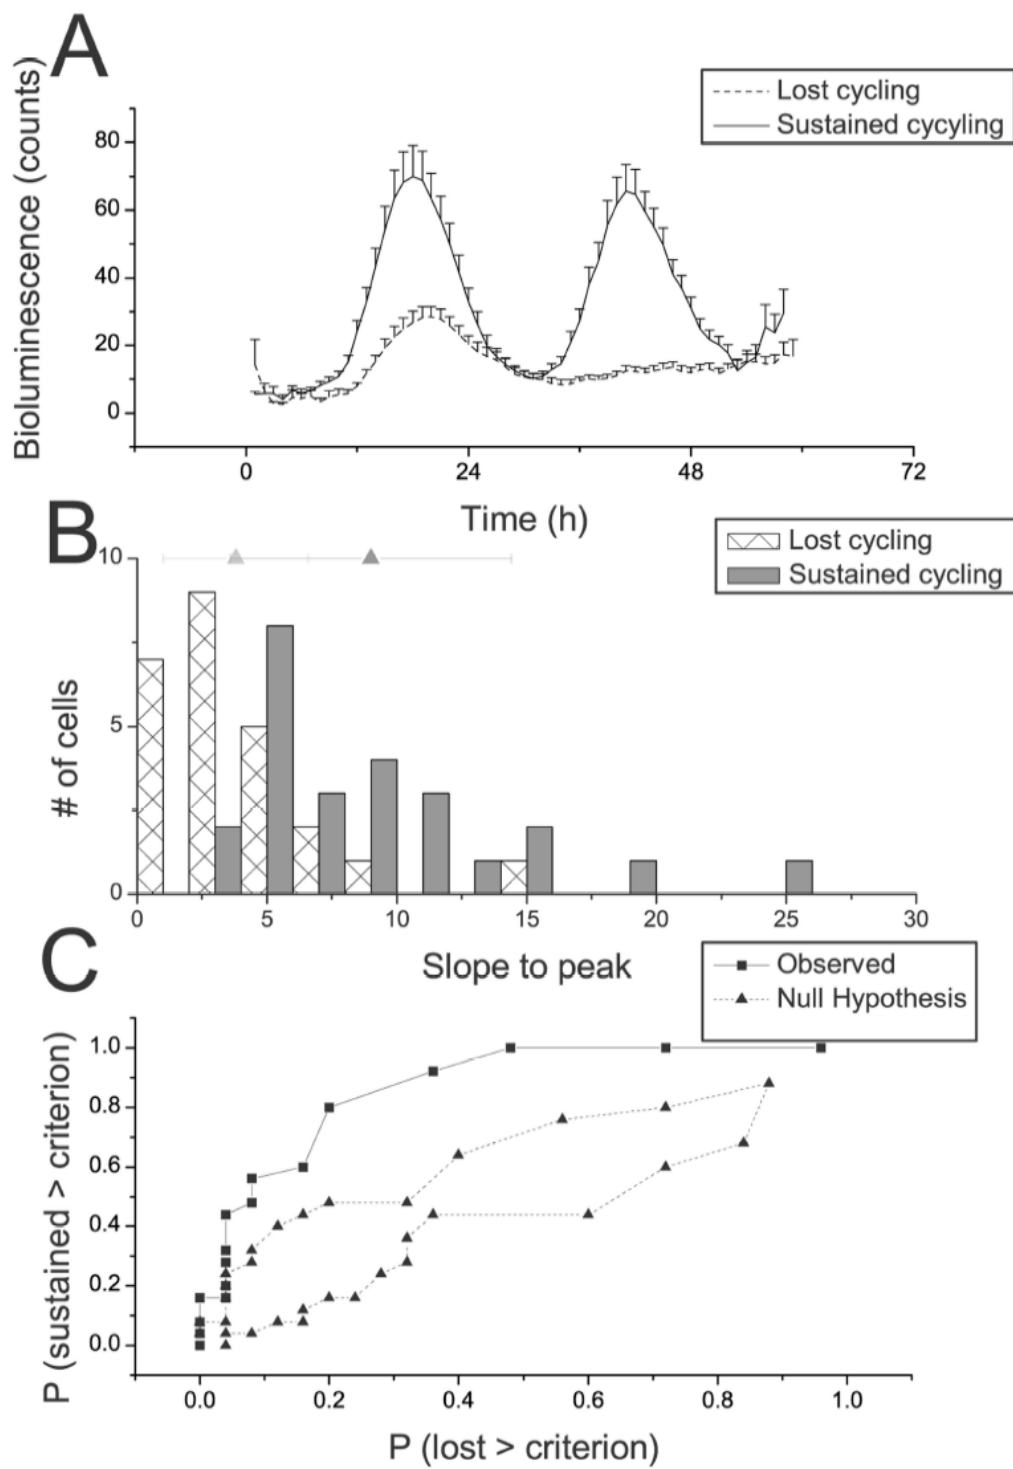 A
Bioluminescence (counts)
Lost cycling
Sustained cycyling
80
60
40
20
0
0 24 48 72
Time (h)
B
Lost cycling
Sustained cycling
# of cells
10
5
0
0 5 10 15 20 25 30
Slope to peak
C
Observed
Null Hypothesis
P (sustained > criterion)
1.0
0.8
0.6
0.4
0.2
0.0
0.0 0.2 0.4 0.6 0.8 1.0
P (lost > criterion)